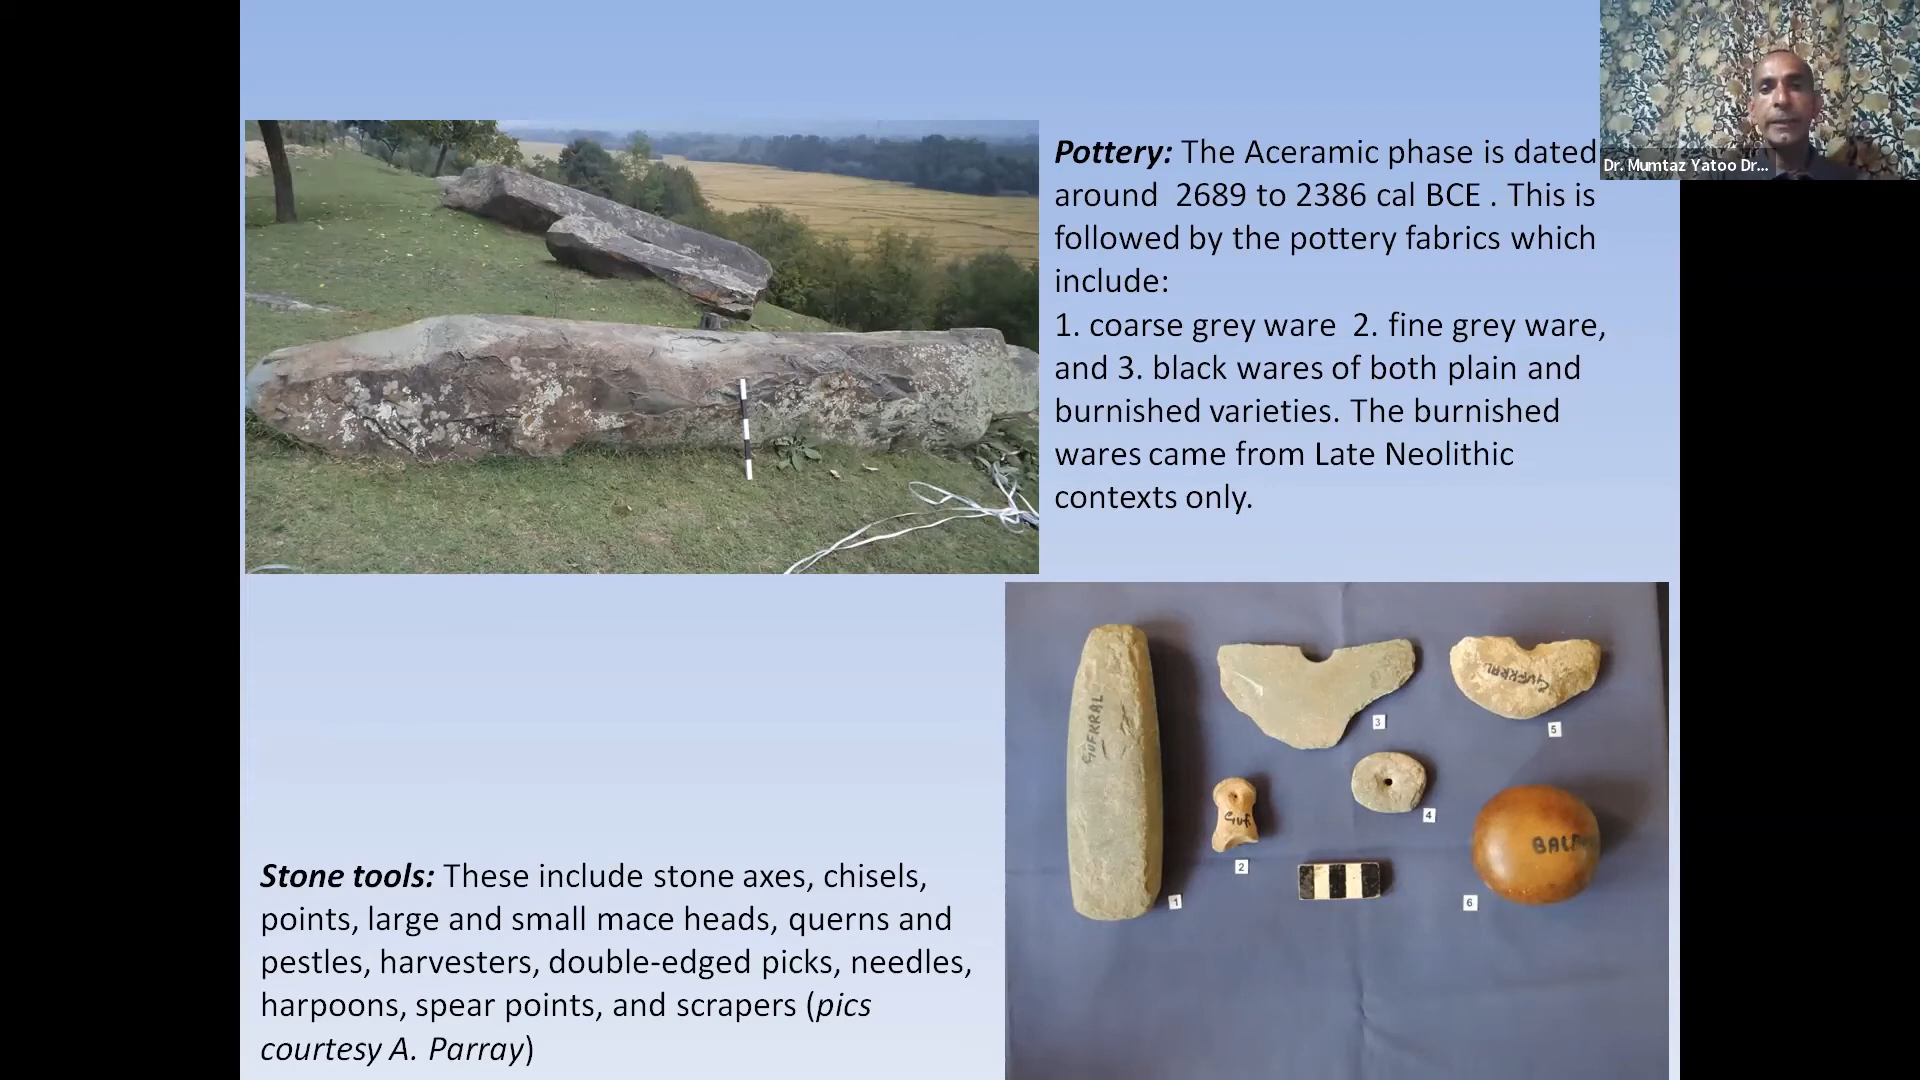 Pottery: The Aceramic phase is dated
around 2689 to 2386 cal BCE . This is
followed by the pottery fabrics which
include:
1. coarse grey ware 2. fine grey ware,
and 3. black wares of both plain and
burnished varieties. The burnished
wares came from Late Neolithic
contexts only.
Dr. Mumtaz Yatoo Dr...
Stone tools: These include stone axes, chisels,
points, large and small mace heads, querns and
pestles, harvesters, double-edged picks, needles,
harpoons, spear points, and scrapers (pics
courtesy A. Parray)
GUFKRAL
GUFKRAL
Guf.
1
2
3
4
5
6